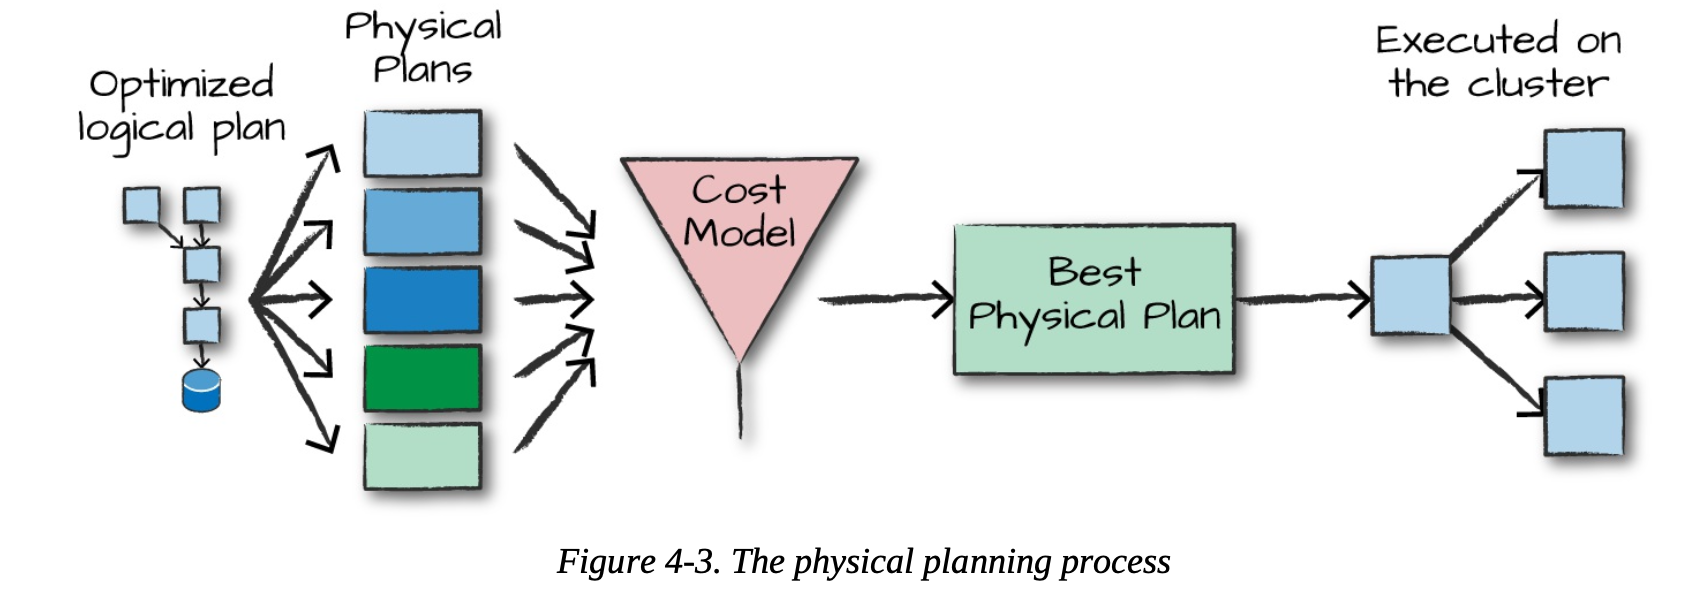 Optimized
logical plan
Physical
Plans
Cost
Model
Best
Physical Plan
Executed on
the cluster
Figure 4-3. The physical planning process